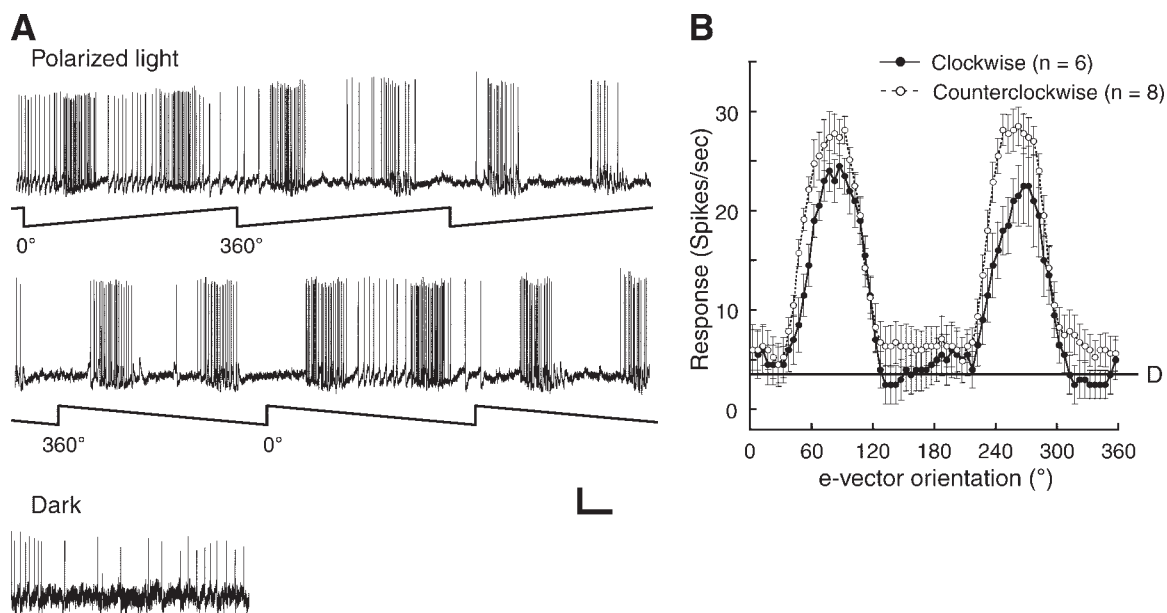 A
Polarized light
0°
360°
360°
0°
Dark
B
Clockwise (n = 6)
Counterclockwise (n = 8)
Response (Spikes/sec)
30
20
10
0
D
0 60 120 180 240 300 360
e-vector orientation (°)